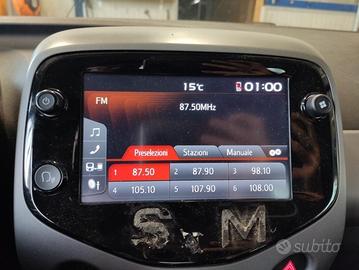 15°C 01:00
FM
87.50MHz
Preselezioni Stazioni Manuale
1 87.50 2 87.90 3 98.10
4 105.10 5 107.90 6 108.00
S M
subito